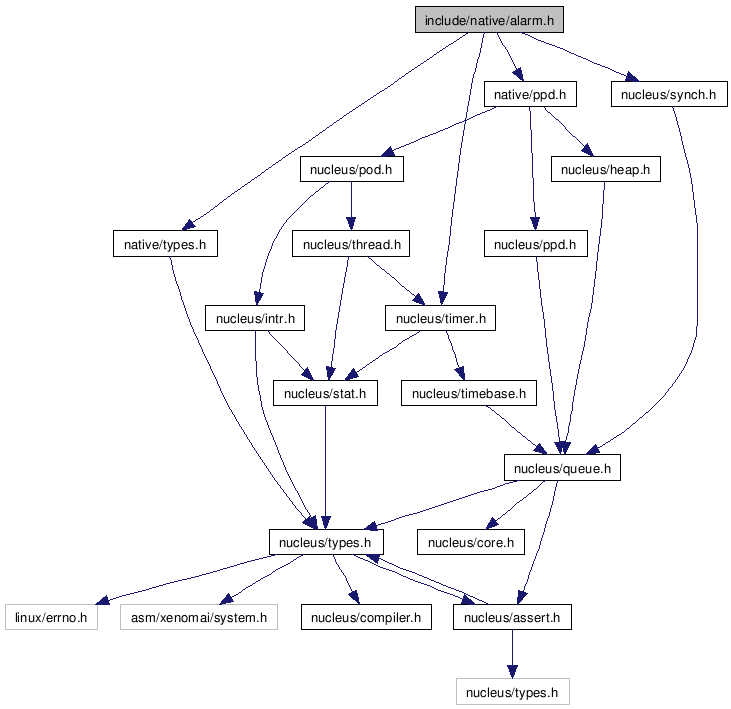 include/native/alarm.h
native/ppd.h
nucleus/synch.h
nucleus/pod.h
nucleus/heap.h
native/types.h
nucleus/thread.h
nucleus/ppd.h
nucleus/intr.h
nucleus/timer.h
nucleus/stat.h
nucleus/timebase.h
nucleus/queue.h
nucleus/types.h
nucleus/core.h
linux/errno.h
asm/xenomai/system.h
nucleus/compiler.h
nucleus/assert.h
nucleus/types.h